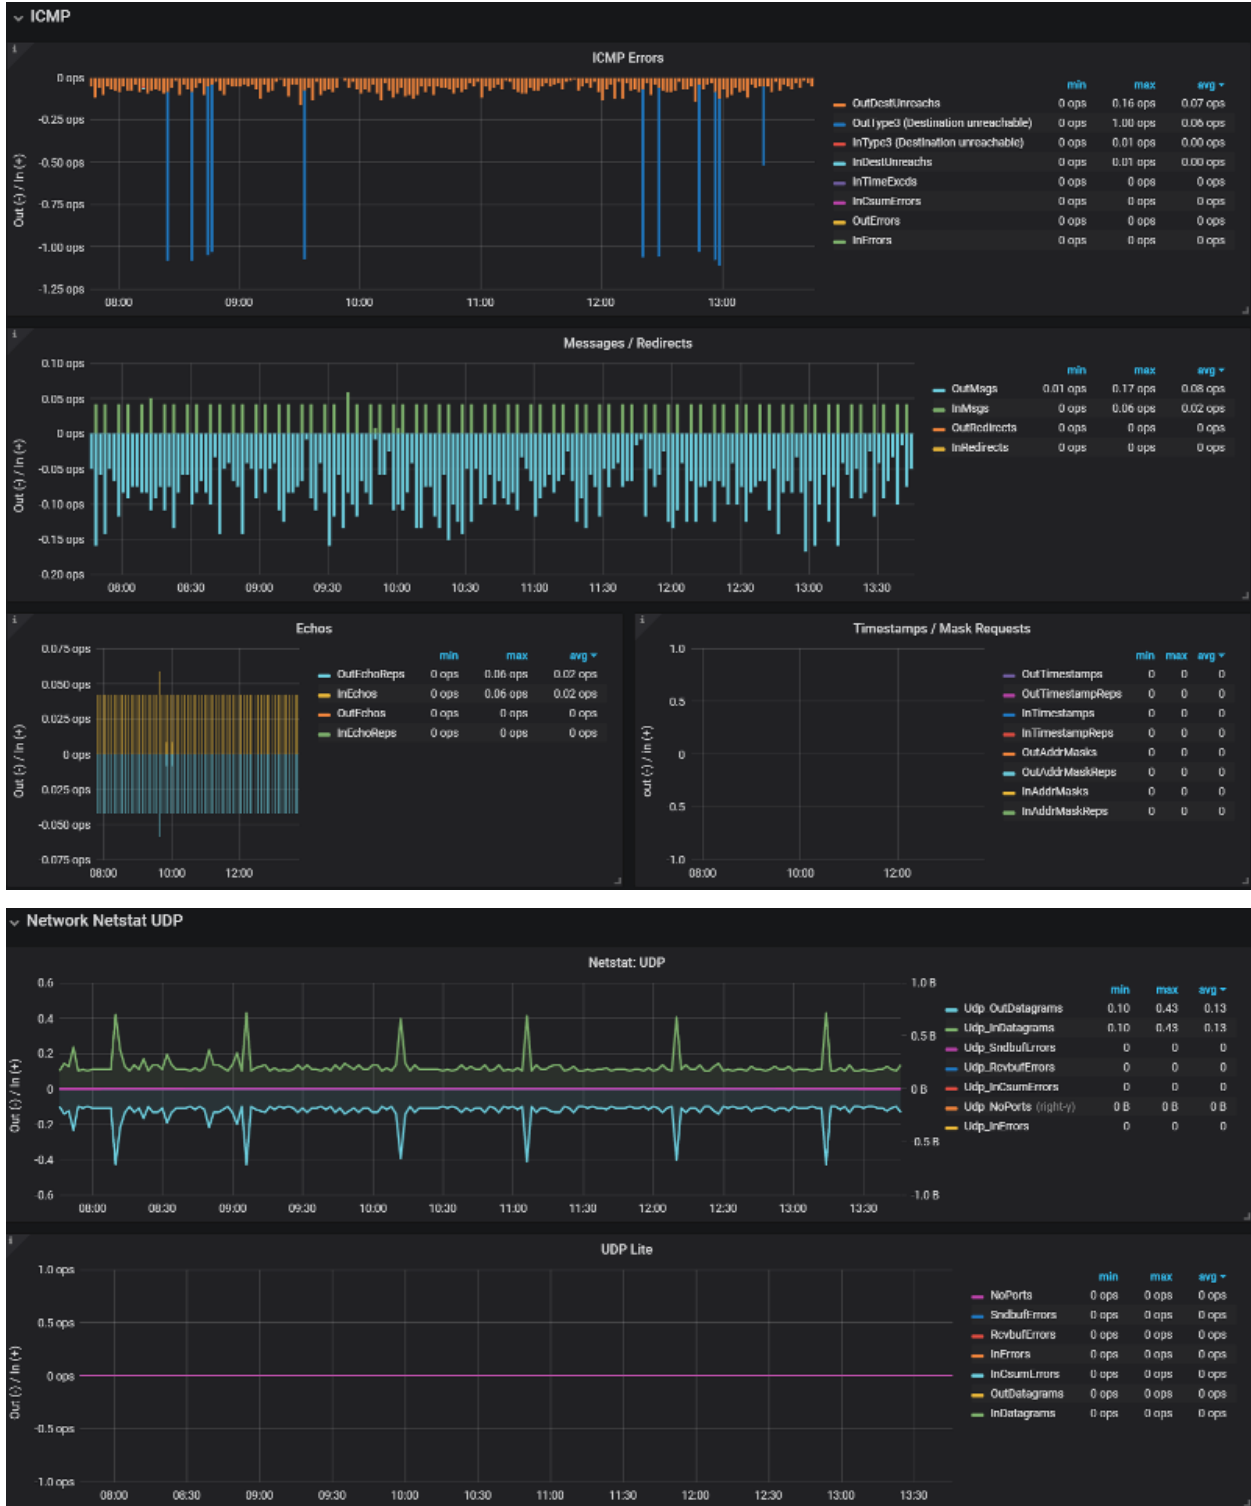 ICMP
ICMP Errors
min max avg
OutDestUnreachs 0 ops 0.16 ops 0.07 ops
OutType3 (Destination unreachable) 0 ops 1.00 ops 0.06 ops
InType3 (Destination unreachable) 0 ops 0.01 ops 0.00 ops
InDestUnreachs 0 ops 0.01 ops 0.00 ops
InTimeExcds 0 ops 0 ops 0 ops
InCsumErrors 0 ops 0 ops 0 ops
OutErrors 0 ops 0 ops 0 ops
InErrors 0 ops 0 ops 0 ops
Out (-) / In (+)
0 ops
-0.25 ops
-0.50 ops
-0.75 ops
-1.00 ops
-1.25 ops
08:00 09:00 10:00 11:00 12:00 13:00
Messages / Redirects
min max avg
OutMsgs 0.01 ops 0.17 ops 0.08 ops
InMsgs 0 ops 0.06 ops 0.02 ops
OutRedirects 0 ops 0 ops 0 ops
InRedirects 0 ops 0 ops 0 ops
Out (-) / In (+)
0.10 ops
0.05 ops
0 ops
-0.05 ops
-0.10 ops
-0.15 ops
0.20 ops
08:00 08:30 09:00 09:30 10:00 10:30 11:00 11:30 12:00 12:30 13:00 13:30
Echos
min max avg
OutEchoReps 0 ops 0.06 ops 0.02 ops
InEchos 0 ops 0.06 ops 0.02 ops
OutEchos 0 ops 0 ops 0 ops
InEchoReps 0 ops 0 ops 0 ops
Out (-) / In (+)
0.075 ops
0.050 ops
0.025 ops
0 ops
0.025 ops
-0.050 ops
-0.075 ops
08:00 10:00 12:00
Timestamps / Mask Requests
min max avg
OutTimestamps 0 0 0
OutTimestampReps 0 0 0
InTimestamps 0 0 0
InTimestampReps 0 0 0
OutAddrMasks 0 0 0
OutAddrMaskReps 0 0 0
InAddrMasks 0 0 0
InAddrMaskReps 0 0 0
out (-) / In (+)
1.0
0.5
0
0.5
1.0
08:00 10:00 12:00
Network Netstat UDP
Netstat: UDP
min max avg
Udp_OutDatagrams 0.10 0.43 0.13
Udp_InDatagrams 0.10 0.43 0.13
Udp_SndbufErrors 0 0 0
Udp_RcvbufErrors 0 0 0
Udp_InCsumErrors 0 0 0
Udp_NoPorts (right-y) 0 B 0 B 0 B
Udp_InErrors 0 0 0
Out (-) / In (+)
0.6 1.0 B
0.4
0.5 B
0.2
0 0 B
0.2
0.5 B
-0.4
-0.6 -1.0 B
08:00 08:30 09:00 09:30 10:00 10:30 11:00 11:30 12:00 12:30 13:00 13:30
UDP Lite
min max avg
NoPorts 0 ops 0 ops 0 ops
SndbufErrors 0 ops 0 ops 0 ops
RcvbufErrors 0 ops 0 ops 0 ops
InErrors 0 ops 0 ops 0 ops
InCsumErrors 0 ops 0 ops 0 ops
OutDatagrams 0 ops 0 ops 0 ops
InDatagrams 0 ops 0 ops 0 ops
Out (-) / In (+)
1.0 ops
0.5 ops
0 ops
-0.5 ops
-1.0 ops
08:00 08:30 09:00 09:30 10:00 10:30 11:00 11:30 12:00 12:30 13:00 13:30